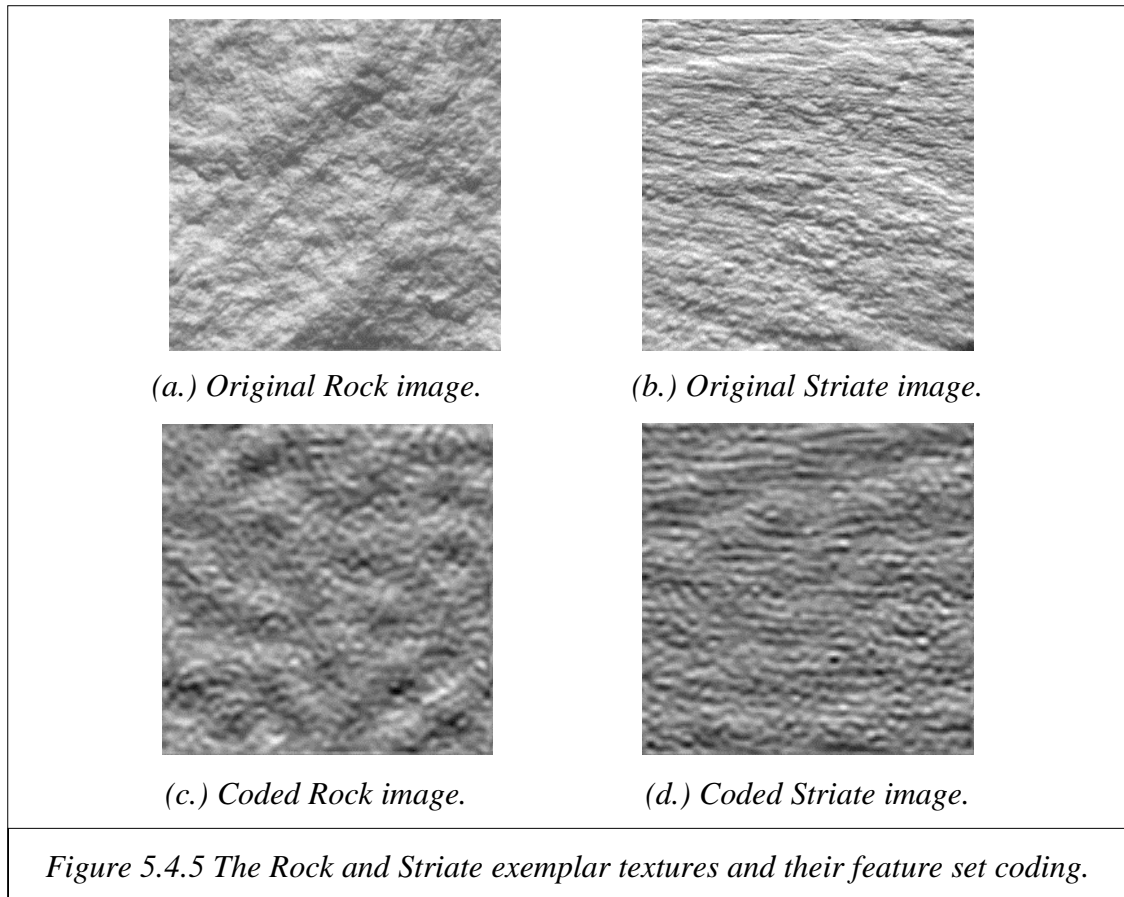 (a.) Original Rock image.
(b.) Original Striate image.
(c.) Coded Rock image.
(d.) Coded Striate image.
Figure 5.4.5 The Rock and Striate exemplar textures and their feature set coding.